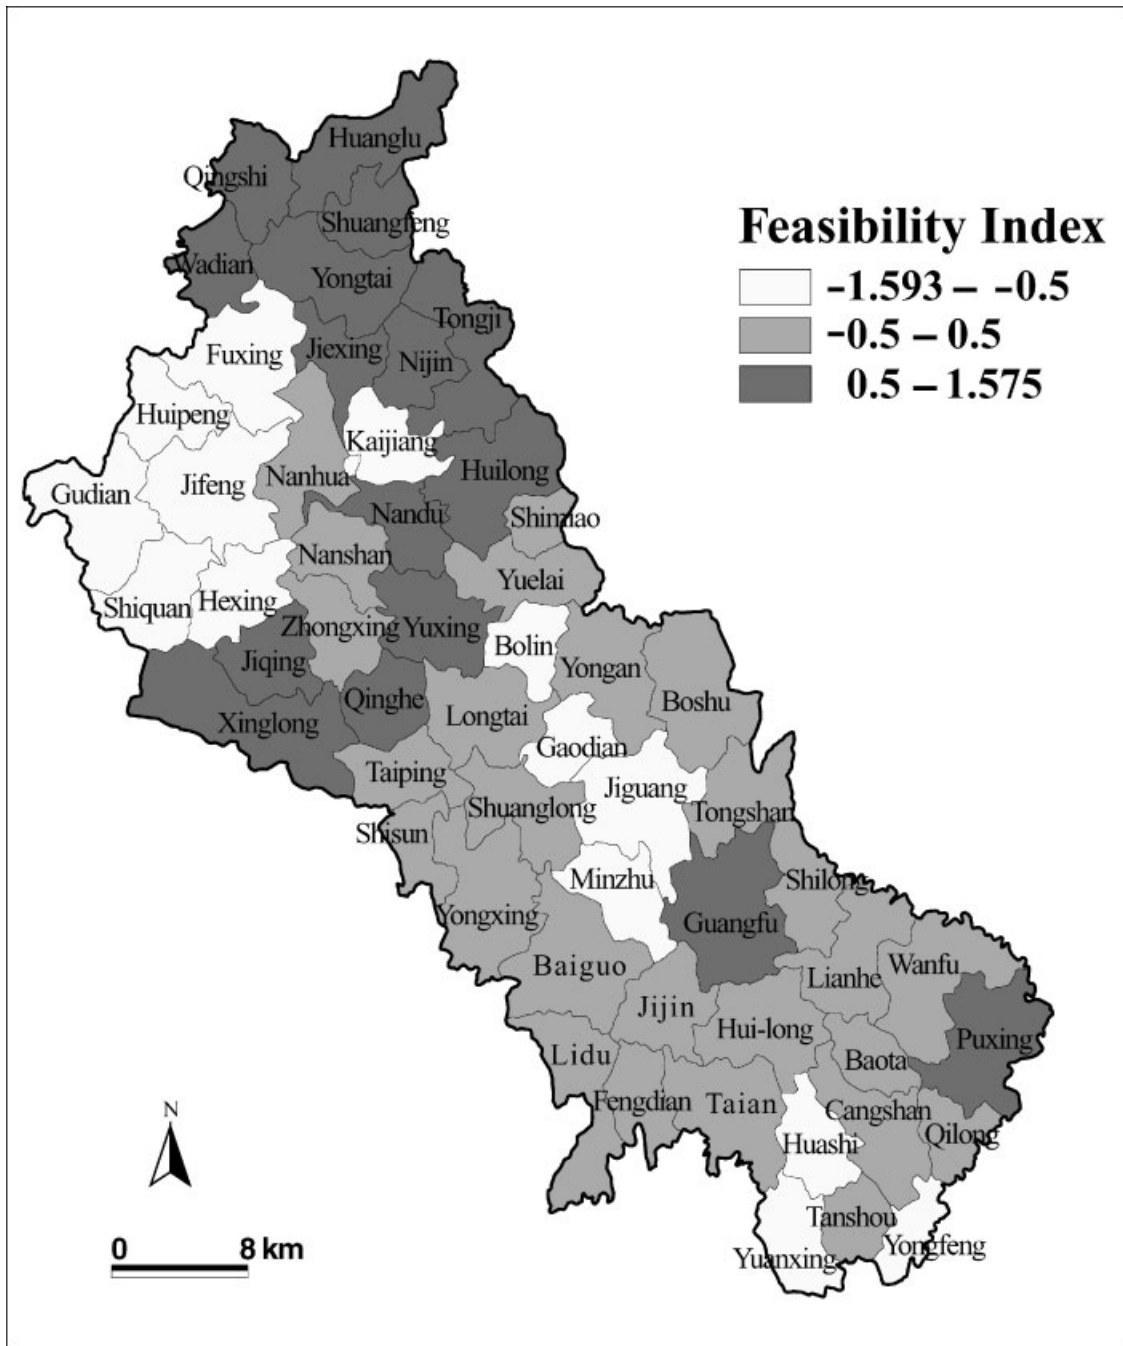 Huanglu
Qingshi
Shuangfeng
Wadian
Yongtai
Tongji
Fuxing
Jiexing
Nijin
Huipeng
Kaijiang
Gudian
Jifeng
Nanhua
Huilong
Nandu
Shimiao
Nanshan
Yuelai
Shiquan
Hexing
Zhongxing
Yuxing
Bolin
Jiqing
Yongan
Qinghe
Boshu
Xinglong
Longtai
Gaodian
Taiping
Jiguang
Shuanglong
Tongshan
Shisun
Minzhu
Shilong
Yongxing
Guangfu
Baiguo
Lianhe
Wanfu
Jijin
Hui-long
Puxing
Lidu
Baota
Fengdian
Taian
Cangshan
Huashi
Qilong
Tanshou
Yuanxing
Yongfeng
Feasibility Index
-1.593 – -0.5
-0.5 – 0.5
0.5 – 1.575
N
0 8 km